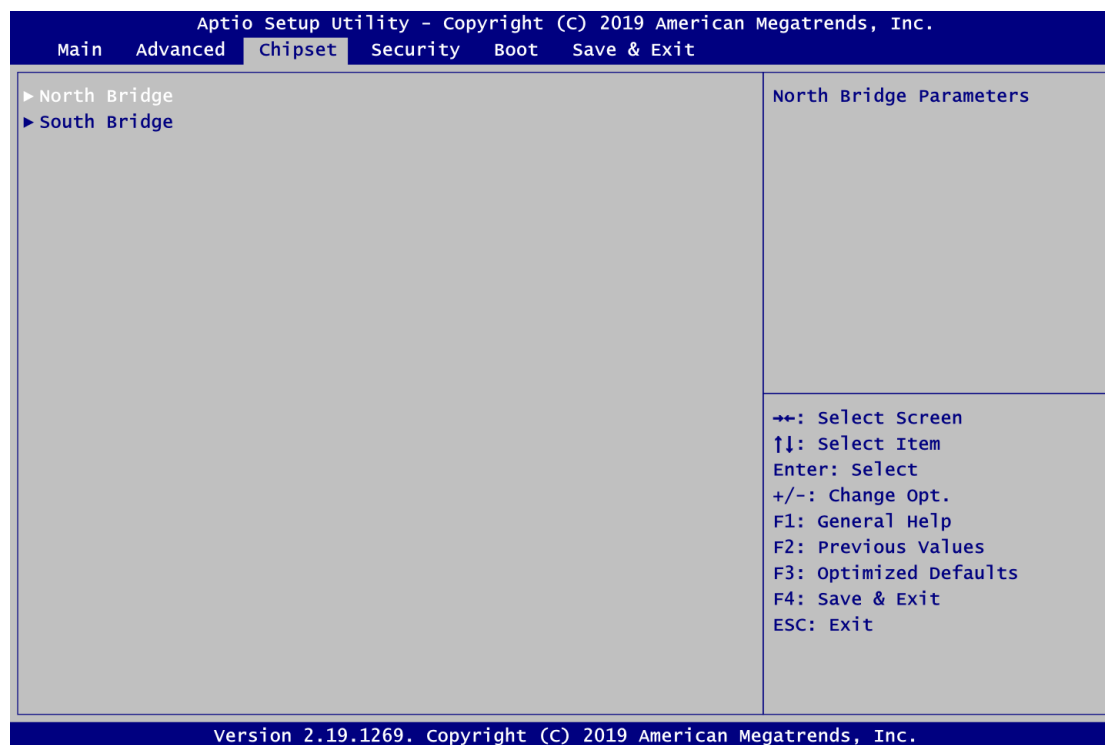 Aptio Setup Utility - Copyright (C) 2019 American Megatrends, Inc.
Main Advanced Chipset Security Boot Save & Exit
►North Bridge
►South Bridge
North Bridge Parameters
→←: Select Screen
↑↓: Select Item
Enter: Select
+/-: Change Opt.
F1: General Help
F2: Previous Values
F3: Optimized Defaults
F4: Save & Exit
ESC: Exit
Version 2.19.1269. Copyright (C) 2019 American Megatrends, Inc.